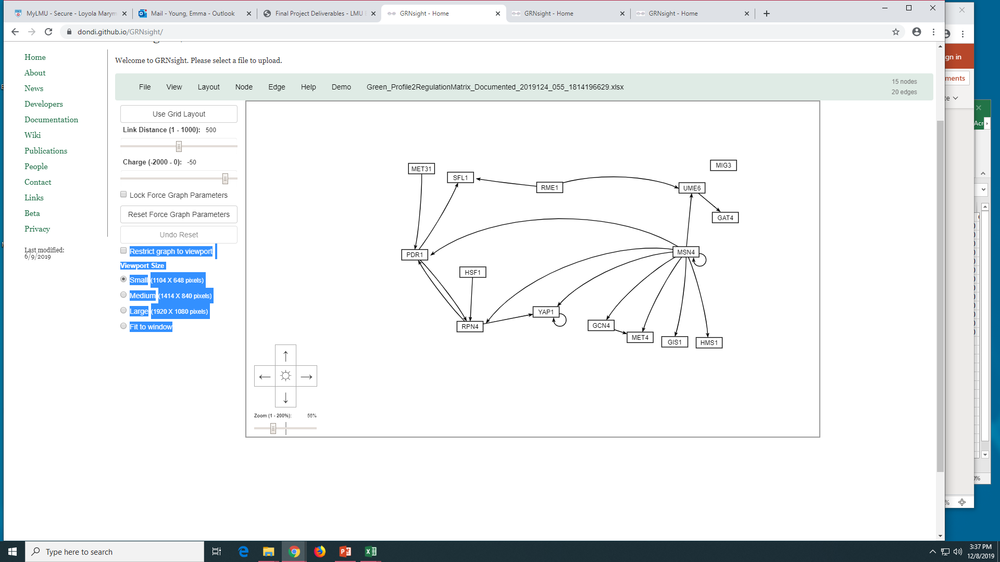 MyLMU - Secure - Loyola Marym
Mail - Young, Emma - Outlook
Final Project Deliverables - LMU
GRNsight - Home
GRNsight - Home
GRNsight - Home
dondi.github.io/GRNsight/
gn in
ments
Home
About
News
Developers
Documentation
Wiki
Publications
People
Contact
Links
Beta
Privacy
Last modified:
6/9/2019
Welcome to GRNsight. Please select a file to upload.
File View Layout Node Edge Help Demo Green_Profile2RegulationMatrix_Documented_2019124_055_1814196629.xlsx
15 nodes
20 edges
Use Grid Layout
Link Distance (1 - 1000): 500
Charge (-2000 - 0): -50
Lock Force Graph Parameters
Reset Force Graph Parameters
Undo Reset
Restrict graph to viewport
Viewport Size
Small (1104 X 648 pixels)
Medium (1414 X 840 pixels)
Large (1920 X 1080 pixels)
Fit to window
MET31
SFL1
RME1
MIG3
UME6
GAT4
PDR1
MSN4
HSF1
YAP1
RPN4
GCN4
MET4
GIS1
HMS1
Zoom (1 - 200%): 56%
Type here to search
3:37 PM
12/8/2019